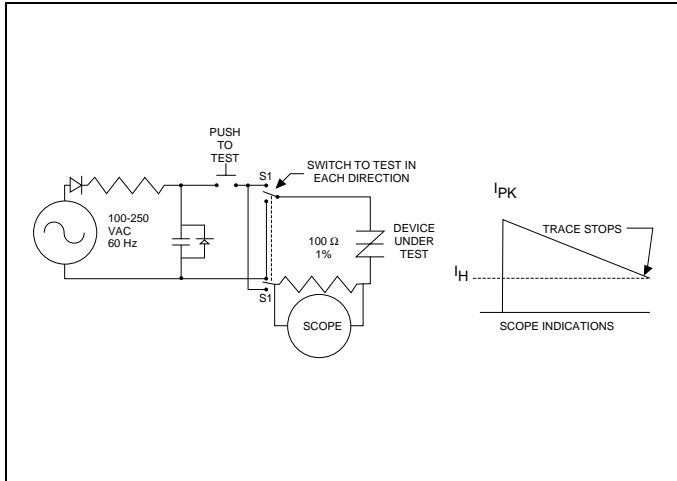 PUSH
TO
TEST
S1
SWITCH TO TEST IN
EACH DIRECTION
100-250
VAC
60 Hz
100 Ω
1%
DEVICE
UNDER
TEST
S1
SCOPE
IPK
TRACE STOPS
IH
SCOPE INDICATIONS